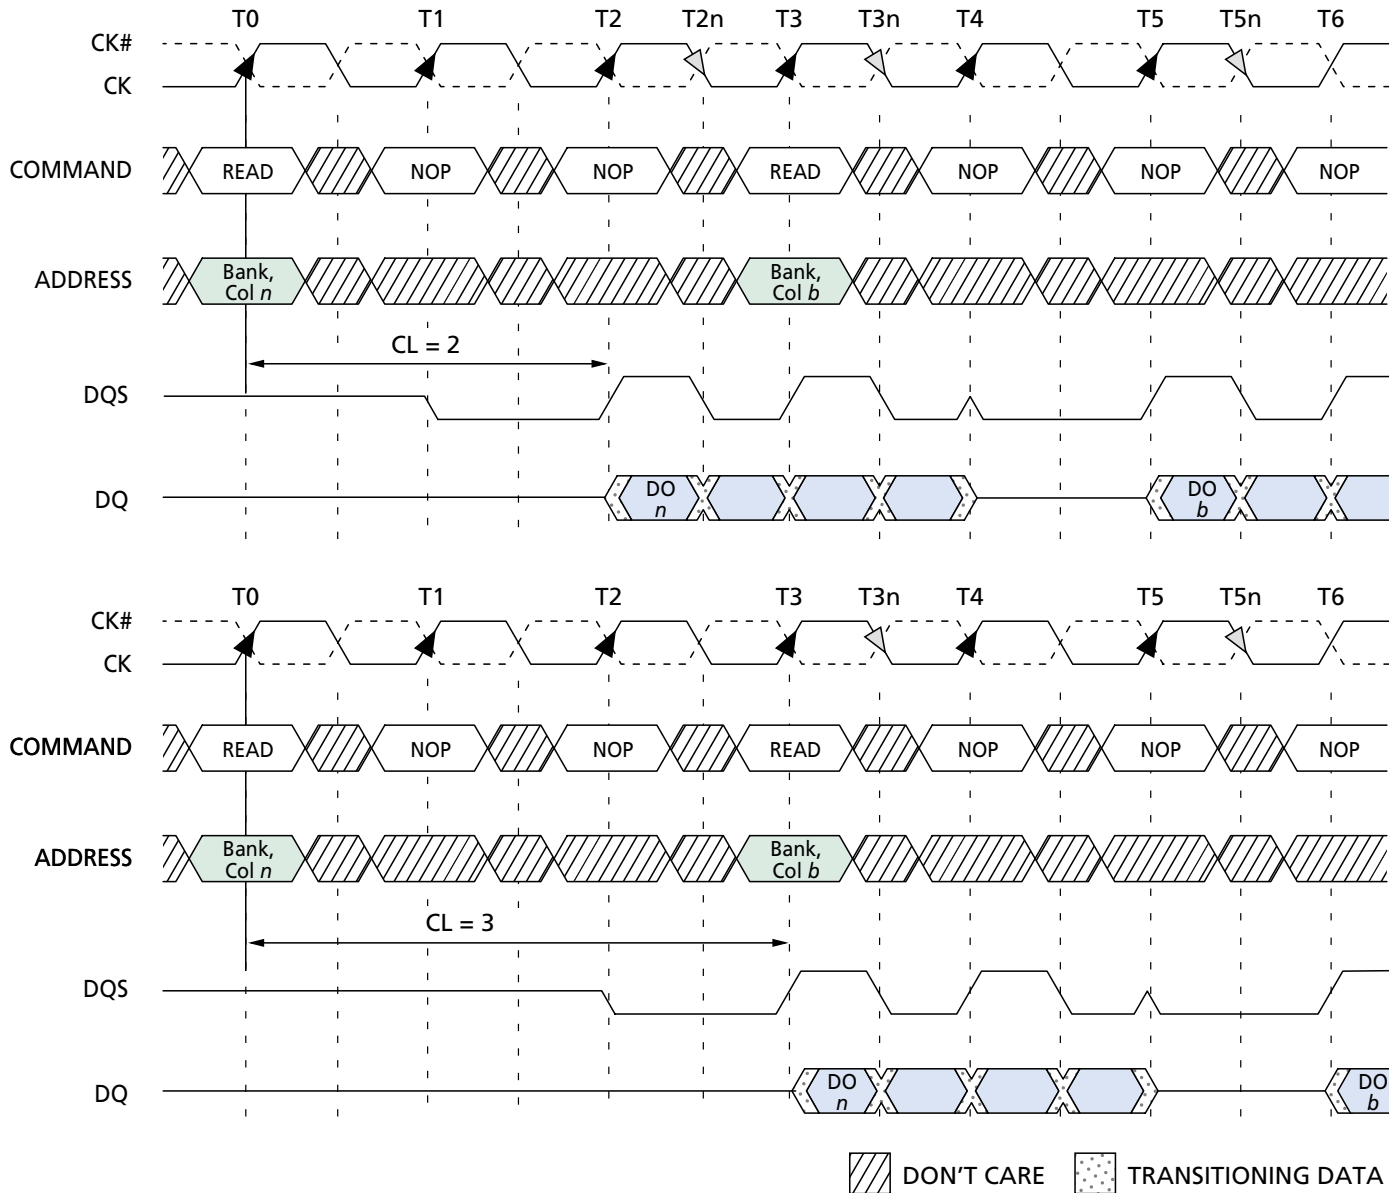 T0 T1 T2 T2n T3 T3n T4 T5 T5n T6
CK#
CK
COMMAND READ NOP NOP READ NOP NOP NOP
ADDRESS Bank, Col n Bank, Col b
CL = 2
DQS
DQ DO n DO b
T0 T1 T2 T3 T3n T4 T5 T5n T6
CK#
CK
COMMAND READ NOP NOP READ NOP NOP NOP
ADDRESS Bank, Col n Bank, Col b
CL = 3
DQS
DQ DO n DO b
DON'T CARE TRANSITIONING DATA